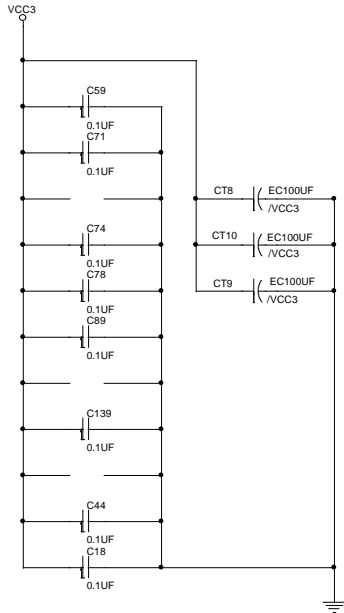 VCC3
C59
0.1UF
C71
0.1UF
CT8 EC100UF
/VCC3
C74
0.1UF
CT10 EC100UF
/VCC3
C78
0.1UF
CT9 EC100UF
/VCC3
C89
0.1UF
C139
0.1UF
C44
0.1UF
C18
0.1UF